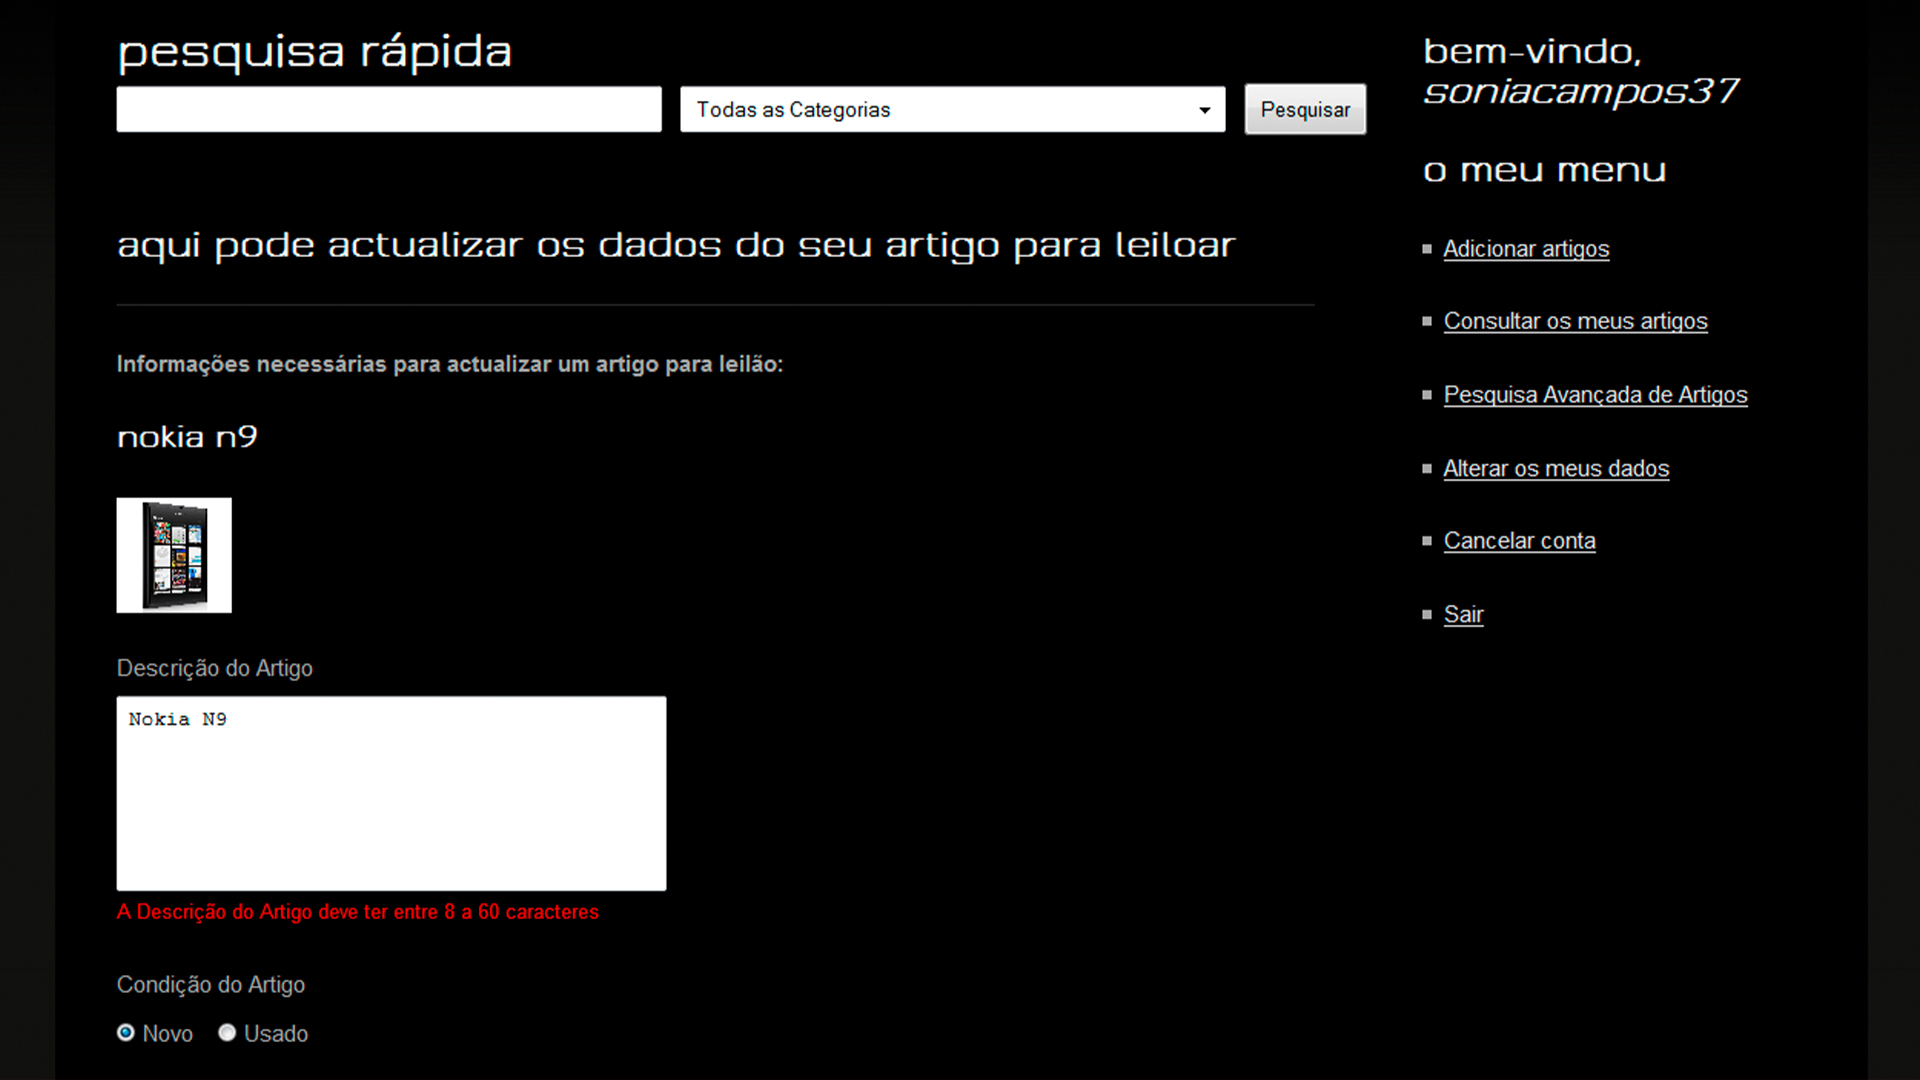 pesquisa rápida
Todas as Categorias
Pesquisar
aqui pode actualizar os dados do seu artigo para leiloar
Informações necessárias para actualizar um artigo para leilão:
nokia n9
Descrição do Artigo
Nokia N9
A Descrição do Artigo deve ter entre 8 a 60 caracteres
Condição do Artigo
Novo
Usado
bem-vindo,
soniacampos37
o meu menu
Adicionar artigos
Consultar os meus artigos
Pesquisa Avançada de Artigos
Alterar os meus dados
Cancelar conta
Sair